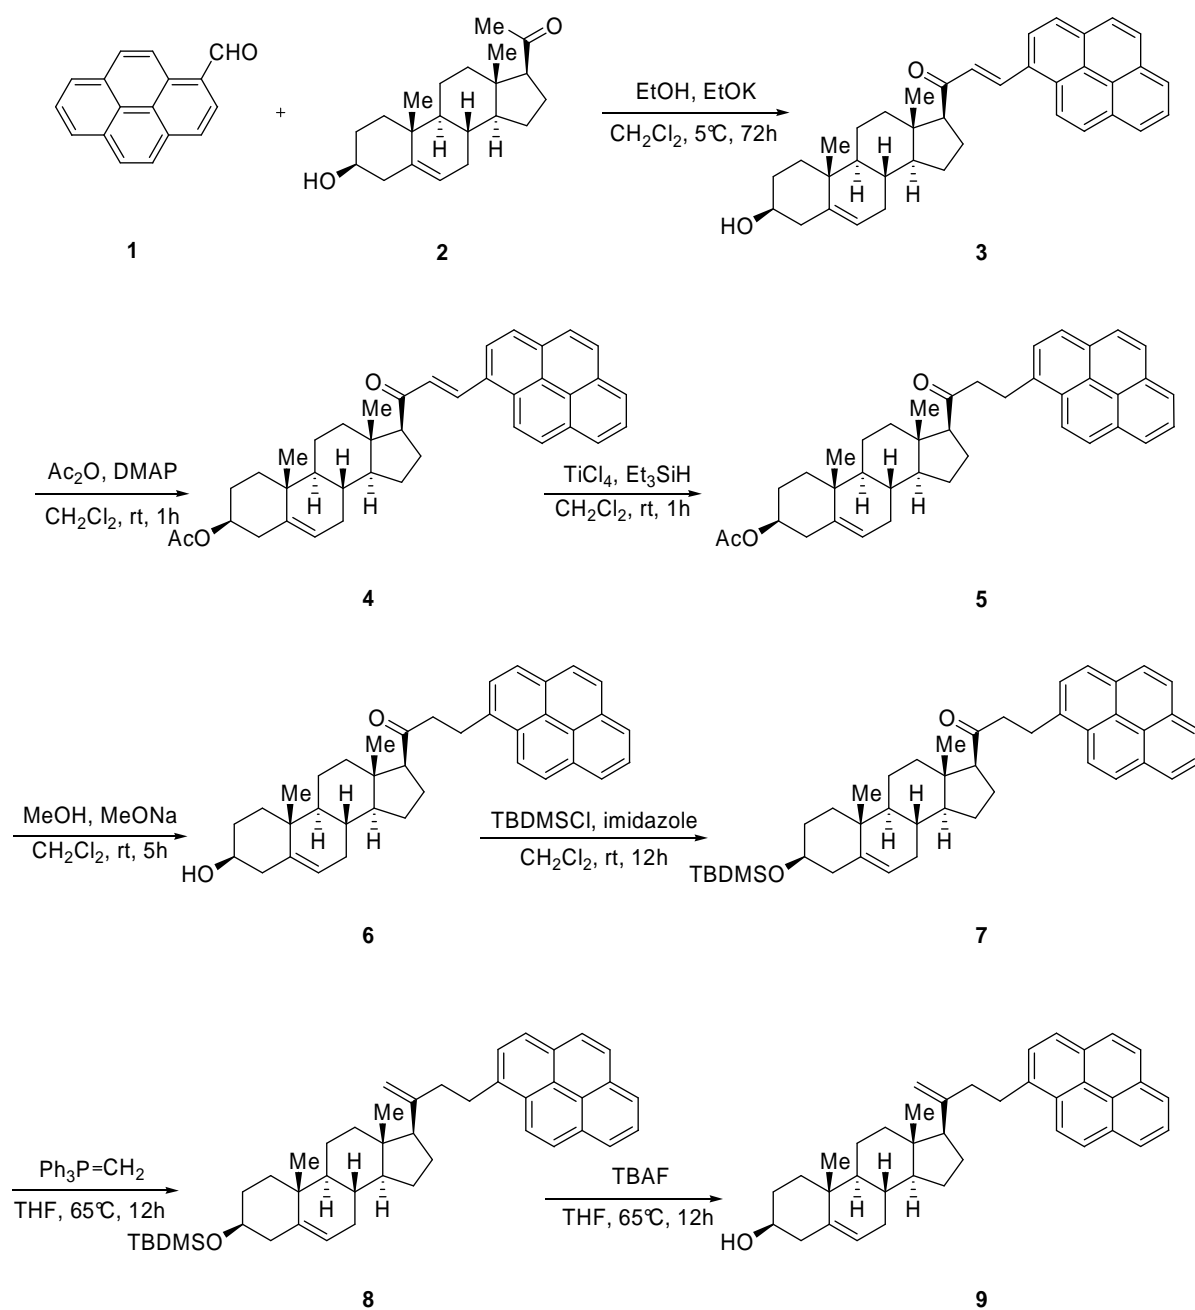 CHO
+
Me O
Me
Me
H
H
H
HO
EtOH, EtOK
CH2Cl2, 5°C, 72h
O
Me
Me
H
H
H
HO
1
2
3
Ac2O, DMAP
CH2Cl2, rt, 1h
O
Me
Me
H
H
H
AcO
TiCl4, Et3SiH
CH2Cl2, rt, 1h
O
Me
Me
H
H
H
AcO
4
5
MeOH, MeONa
CH2Cl2, rt, 5h
O
Me
Me
H
H
H
HO
TBDMSCl, imidazole
CH2Cl2, rt, 12h
O
Me
Me
H
H
H
TBDMSO
6
7
Ph3P=CH2
THF, 65°C, 12h
Me
Me
H
H
H
TBDMSO
TBAF
THF, 65°C, 12h
Me
Me
H
H
H
HO
8
9